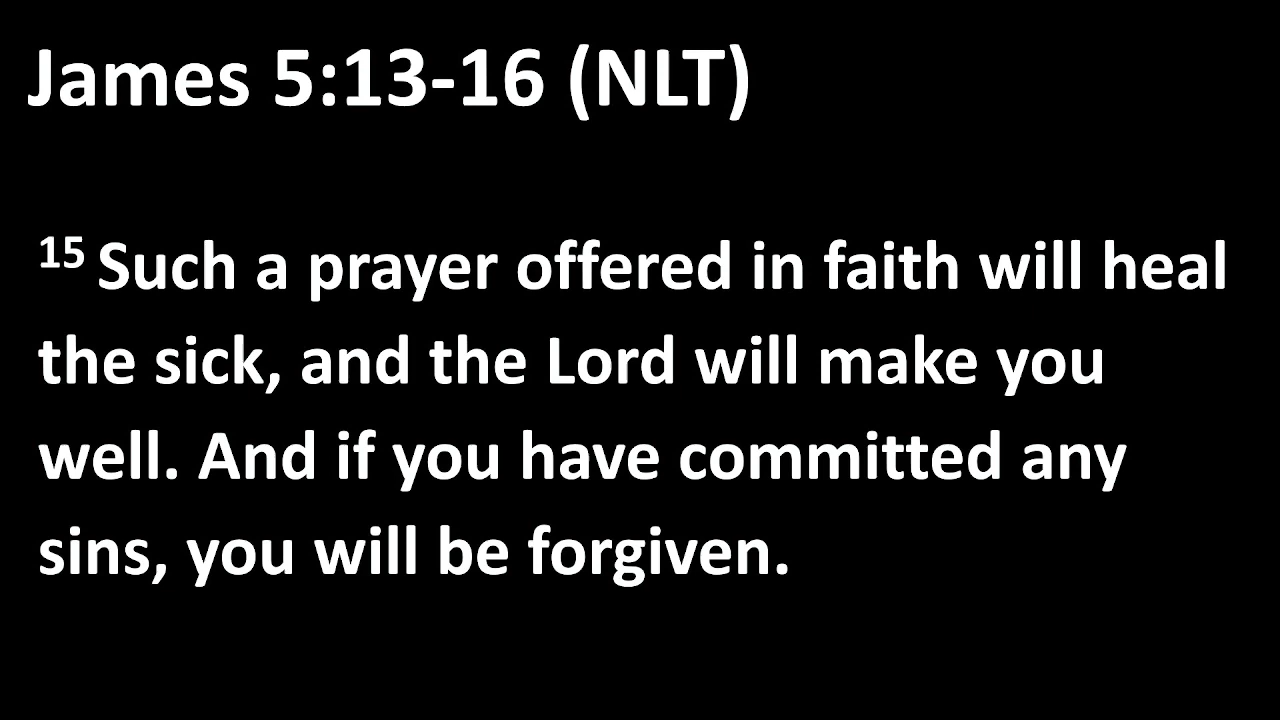 James 5:13-16 (NLT)
15 Such a prayer offered in faith will heal
the sick, and the Lord will make you
well. And if you have committed any
sins, you will be forgiven.